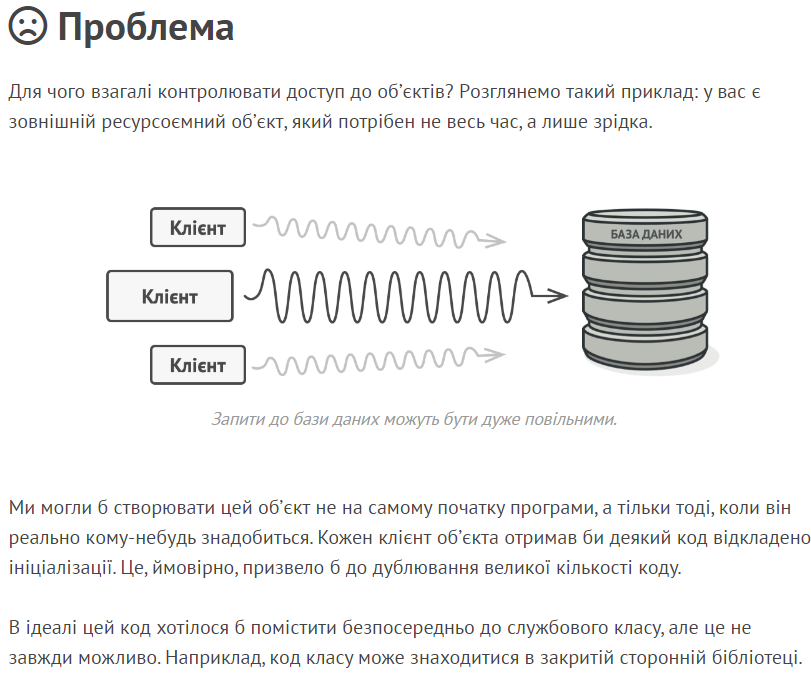 Проблема
Для чого взагалі контролювати доступ до об’єктів? Розглянемо такий приклад: у вас є
зовнішній ресурсоємний об’єкт, який потрібен не весь час, а лише зрідка.
Клієнт
БАЗА ДАНИХ
Клієнт
Клієнт
Запити до бази даних можуть бути дуже повільними.
Ми могли б створювати цей об’єкт не на самому початку програми, а тільки тоді, коли він
реально кому-небудь знадобиться. Кожен клієнт об’єкта отримав би деякий код відкладено
ініціалізації. Це, ймовірно, призвело б до дублювання великої кількості коду.
В ідеалі цей код хотілося б помістити безпосередньо до службового класу, але це не
завжди можливо. Наприклад, код класу може знаходитися в закритій сторонній бібліотеці.